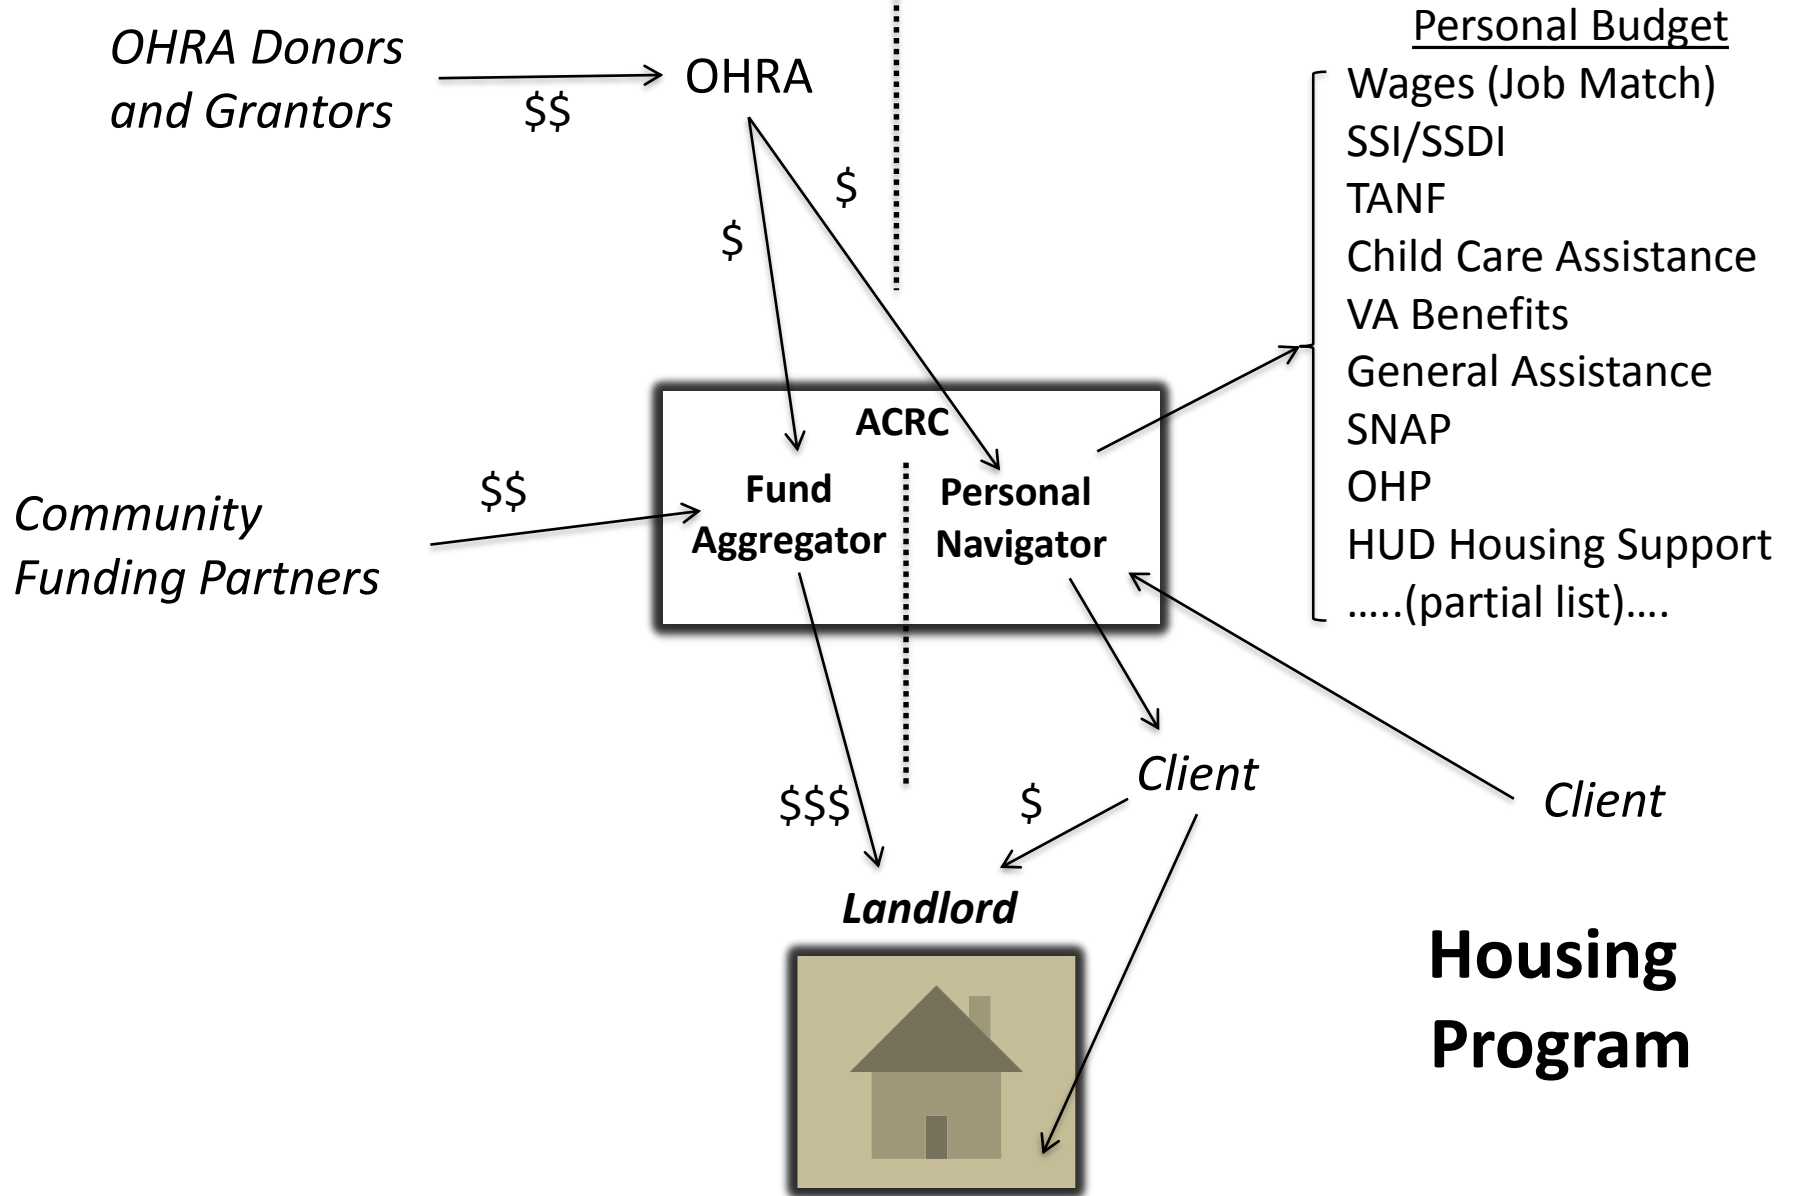 OHRA Donors
and Grantors
$$
OHRA
$
$
Personal Budget
Wages (Job Match)
SSI/SSDI
TANF
Child Care Assistance
VA Benefits
General Assistance
SNAP
OHP
HUD Housing Support
…..(partial list)….
ACRC
Fund
Aggregator
Personal
Navigator
$$
Community
Funding Partners
$$$
$
Client
Client
Landlord
Housing
Program